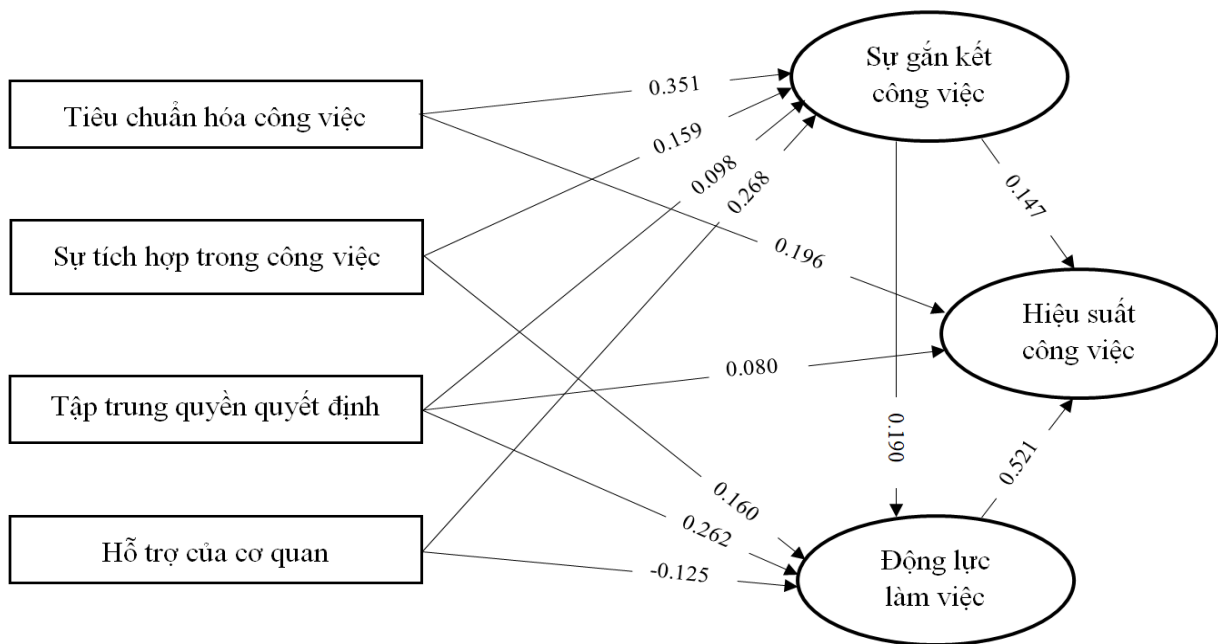 Sự gắn kết
công việc
Tiêu chuẩn hóa công việc
0.351
0.159
0.098
0.268
0.147
Sự tích hợp trong công việc
0.196
Hiệu suất
công việc
Tập trung quyền quyết định
0.080
0.190
0.521
0.160
0.262
Hỗ trợ của cơ quan
-0.125
Động lực
làm việc